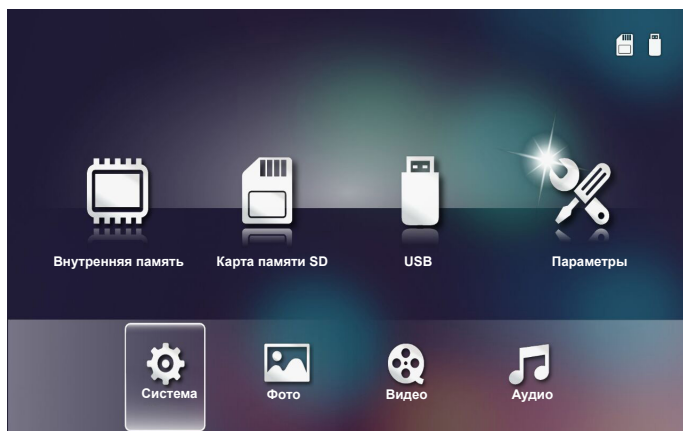 Внутренняя память
Карта памяти SD
USB
Параметры
Система
Фото
Видео
Аудио